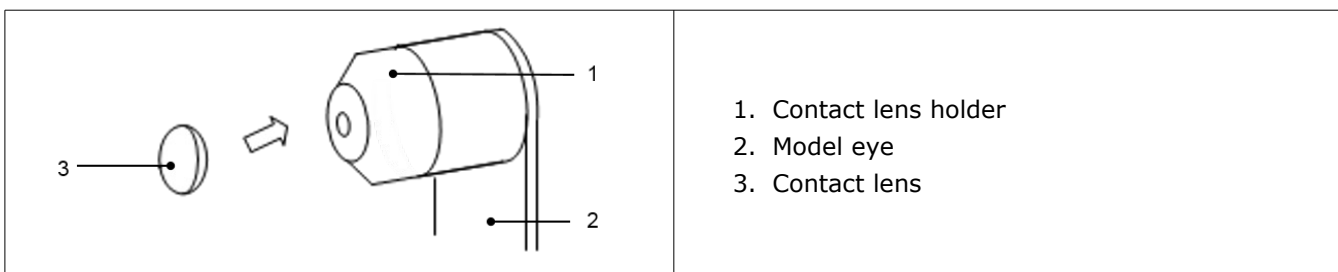 1
2
3
1. Contact lens holder
2. Model eye
3. Contact lens